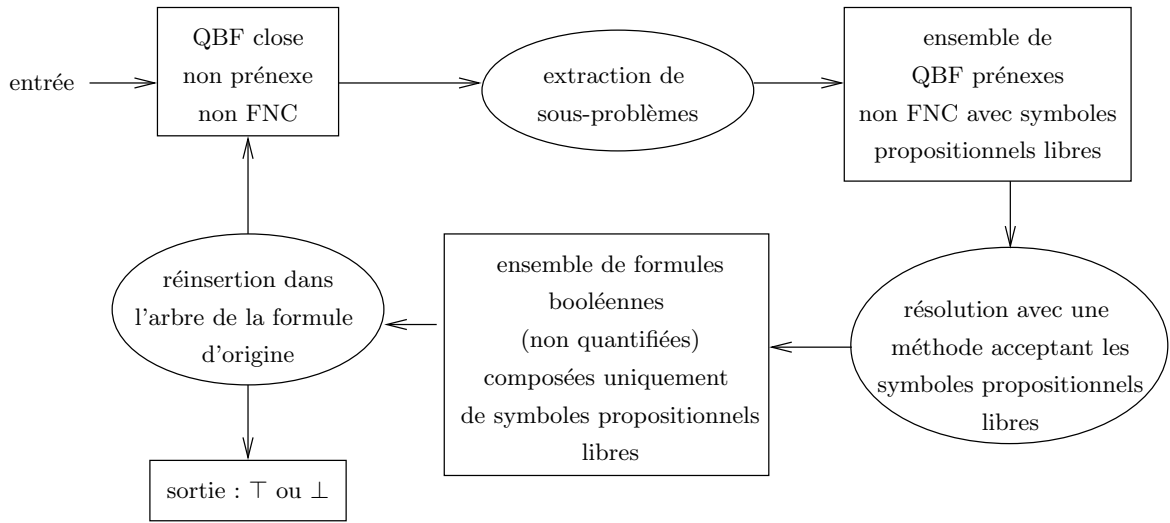 entrée
QBF close
non prénexe
non FNC
extraction de
sous-problèmes
ensemble de
QBF prénexes
non FNC avec symboles
propositionnels libres
résolution avec une
méthode acceptant les
symboles propositionnels
libres
ensemble de formules
booléennes
(non quantifiées)
composées uniquement
de symboles propositionnels
libres
réinsertion dans
l'arbre de la formule
d'origine
sortie : ⊤ ou ⊥